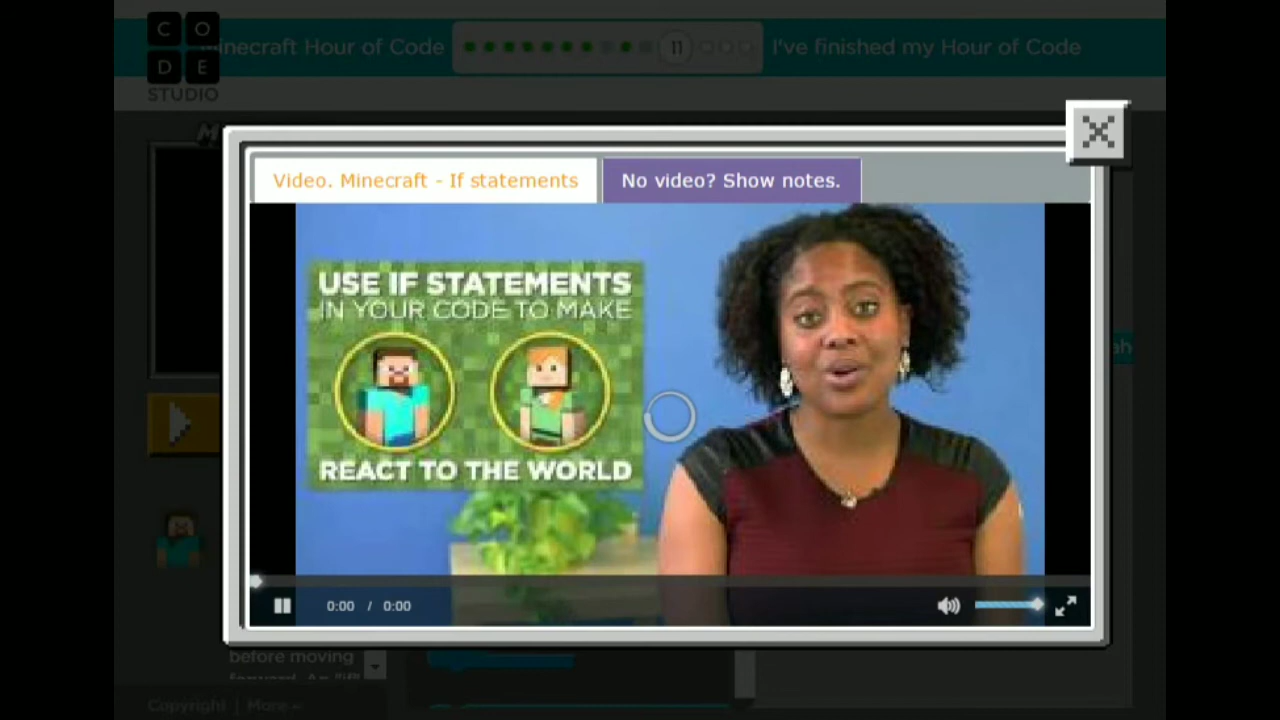 C O
D E
STUDIO
Minecraft Hour of Code
11
I've finished my Hour of Code
Video. Minecraft - If statements
No video? Show notes.
USE IF STATEMENTS
IN YOUR CODE TO MAKE
REACT TO THE WORLD
0:00 / 0:00
before moving
Copyright | More